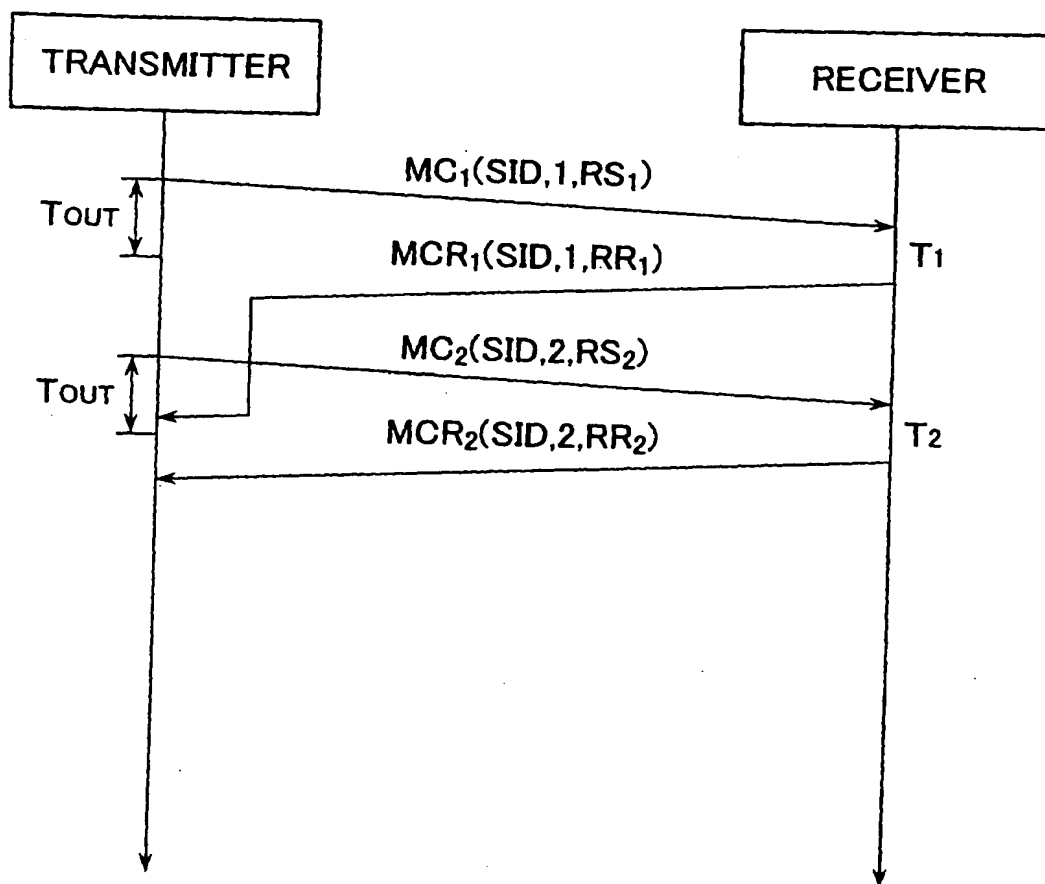 TRANSMITTER
RECEIVER
MC₁(SID,1,RS₁)
TOUT
MCR₁(SID,1,RR₁)
T1
MC₂(SID,2,RS₂)
TOUT
MCR₂(SID,2,RR₂)
T2